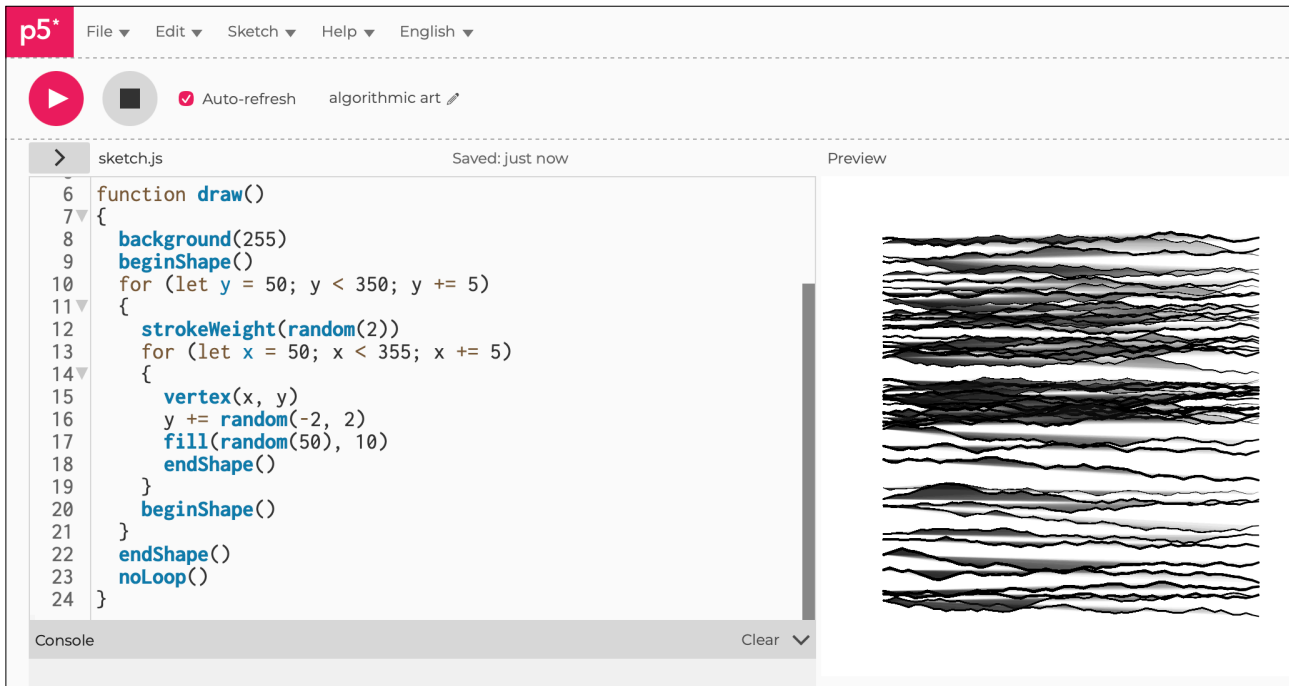 p5* File Edit Sketch Help English
Auto-refresh algorithmic art
sketch.js Saved: just now Preview
6 function draw()
7 {
8 background(255)
9 beginShape()
10 for (let y = 50; y < 350; y += 5)
11 {
12 strokeWeight(random(2))
13 for (let x = 50; x < 355; x += 5)
14 {
15 vertex(x, y)
16 y += random(-2, 2)
17 fill(random(50), 10)
18 endShape()
19 }
20 beginShape()
21 }
22 endShape()
23 noLoop()
24 }
Console Clear